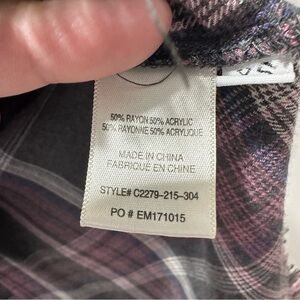 50% RAYON 50% ACRYLIC
50% RAYONNE 50% ACRYLIQUE
MADE IN CHINA
FABRIQUÉ EN CHINE
STYLE# C2279-215-304
PO # EM171015